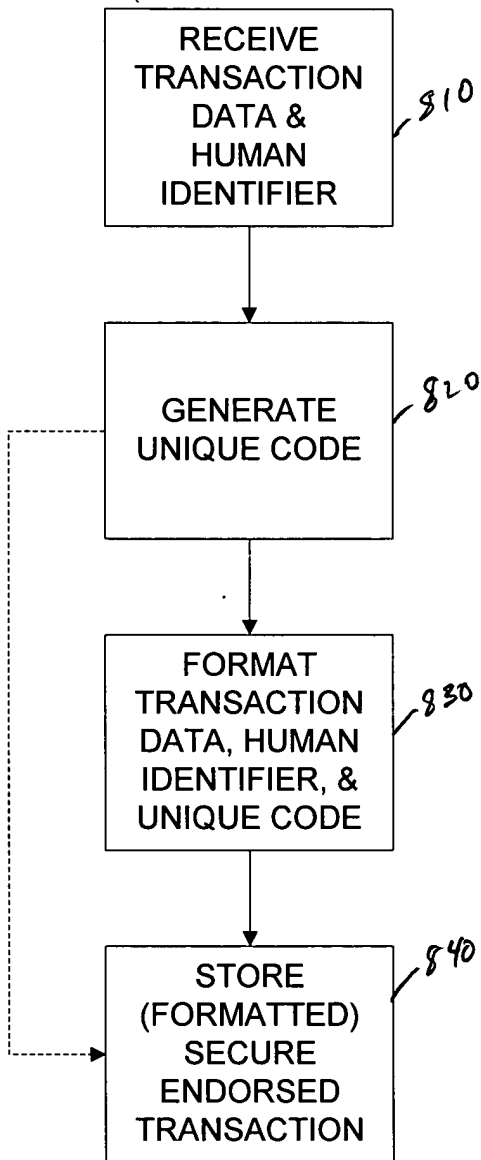 RECEIVE
TRANSACTION
DATA &
HUMAN
IDENTIFIER
810
GENERATE
UNIQUE CODE
820
FORMAT
TRANSACTION
DATA, HUMAN
IDENTIFIER, &
UNIQUE CODE
830
STORE
(FORMATTED)
SECURE
ENDORSED
TRANSACTION
840